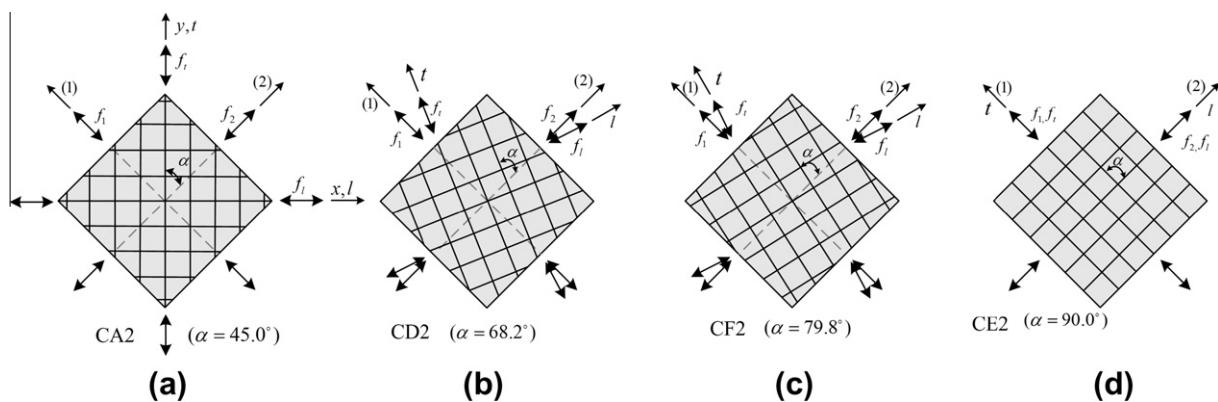 y,t
f_t
(1)
(2)
f_1
f_2
α
f_l
x,l
CA2 (α = 45.0°)
(a)
t
(1)
(2)
f_t
f_1
f_2
f_l
l
α
CD2 (α = 68.2°)
(b)
(1)
t
(2)
f_t
f_1
f_2
f_l
l
α
CF2 (α = 79.8°)
(c)
(1)
t
f_1,f_t
(2)
l
f_2,f_l
α
CE2 (α = 90.0°)
(d)